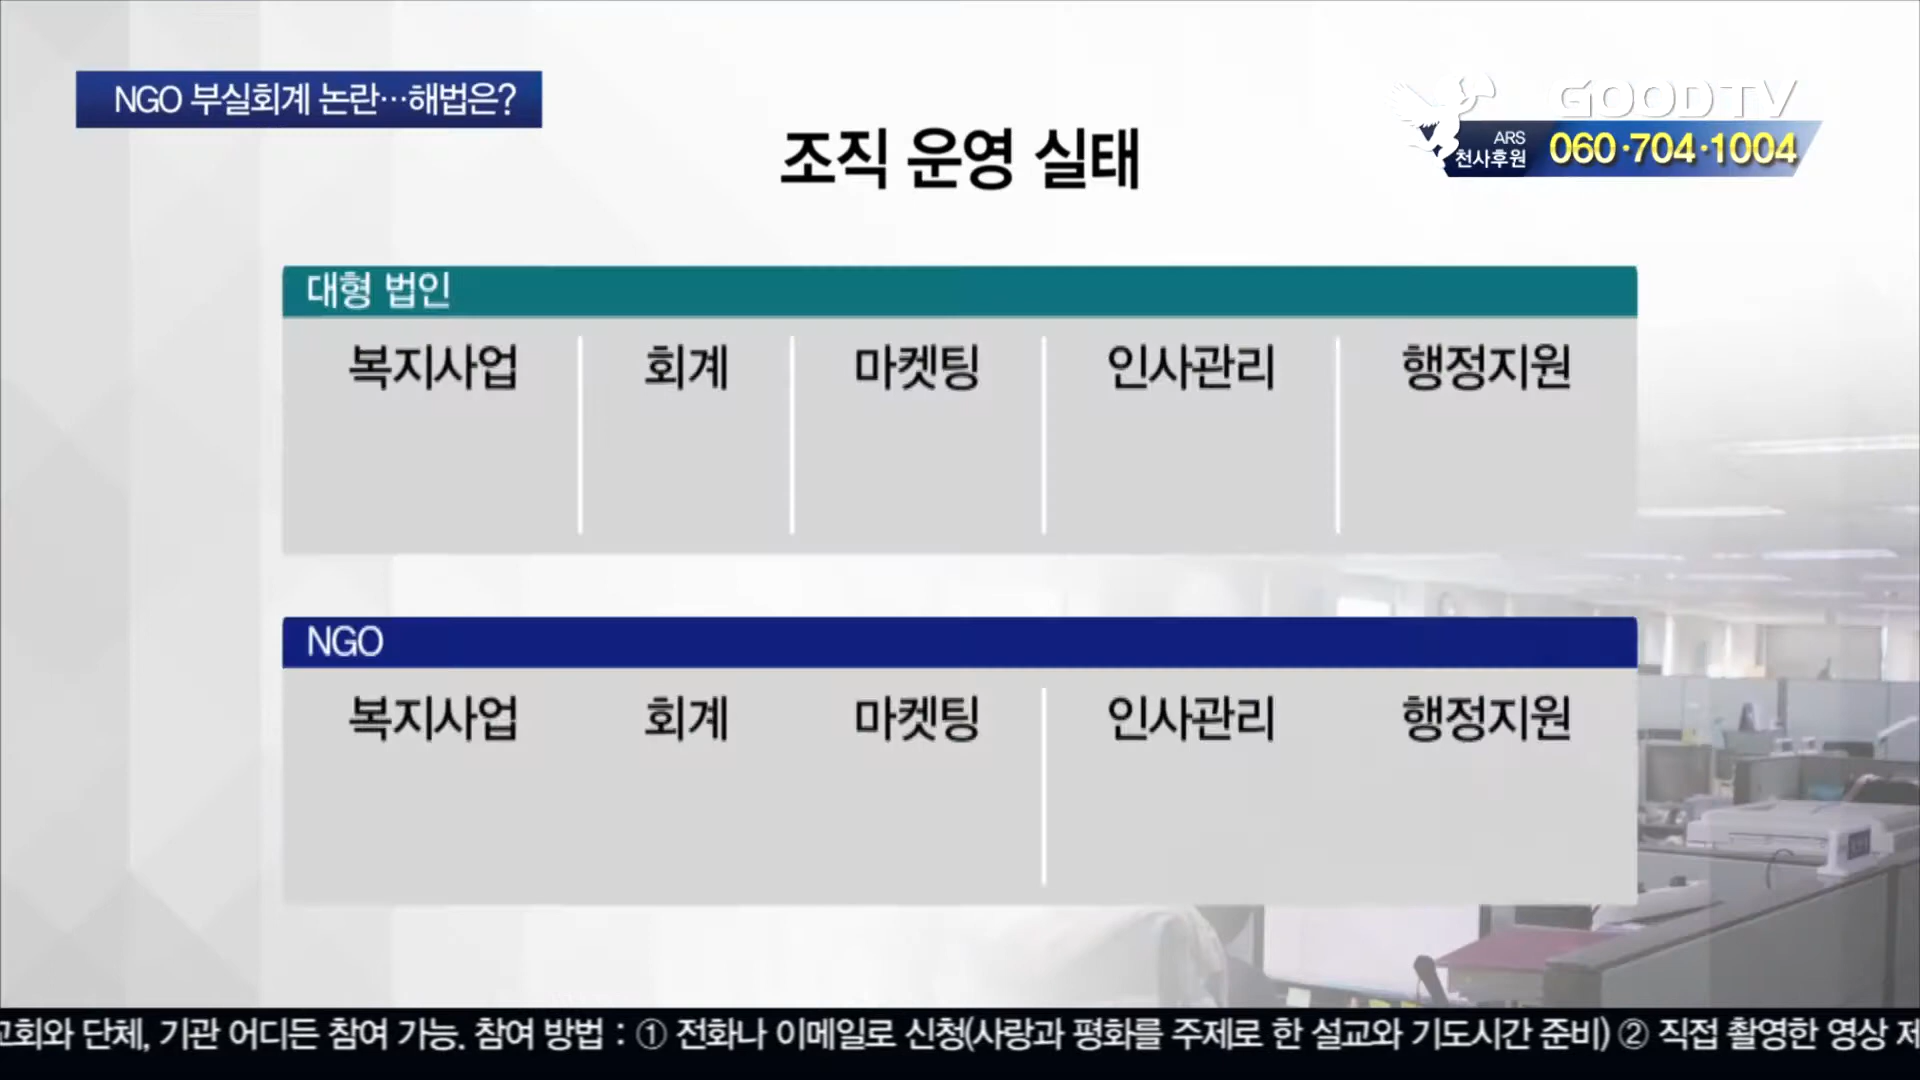 NGO 부실회계 논란…해법은?
GOODTV
ARS
천사후원
060·704·1004
조직 운영 실태
대형 법인
복지사업 회계 마켓팅 인사관리 행정지원
NGO
복지사업 회계 마켓팅 인사관리 행정지원
교회와 단체, 기관 어디든 참여 가능. 참여 방법 : ① 전화나 이메일로 신청(사랑과 평화를 주제로 한 설교와 기도시간 준비) ② 직접 촬영한 영상 제